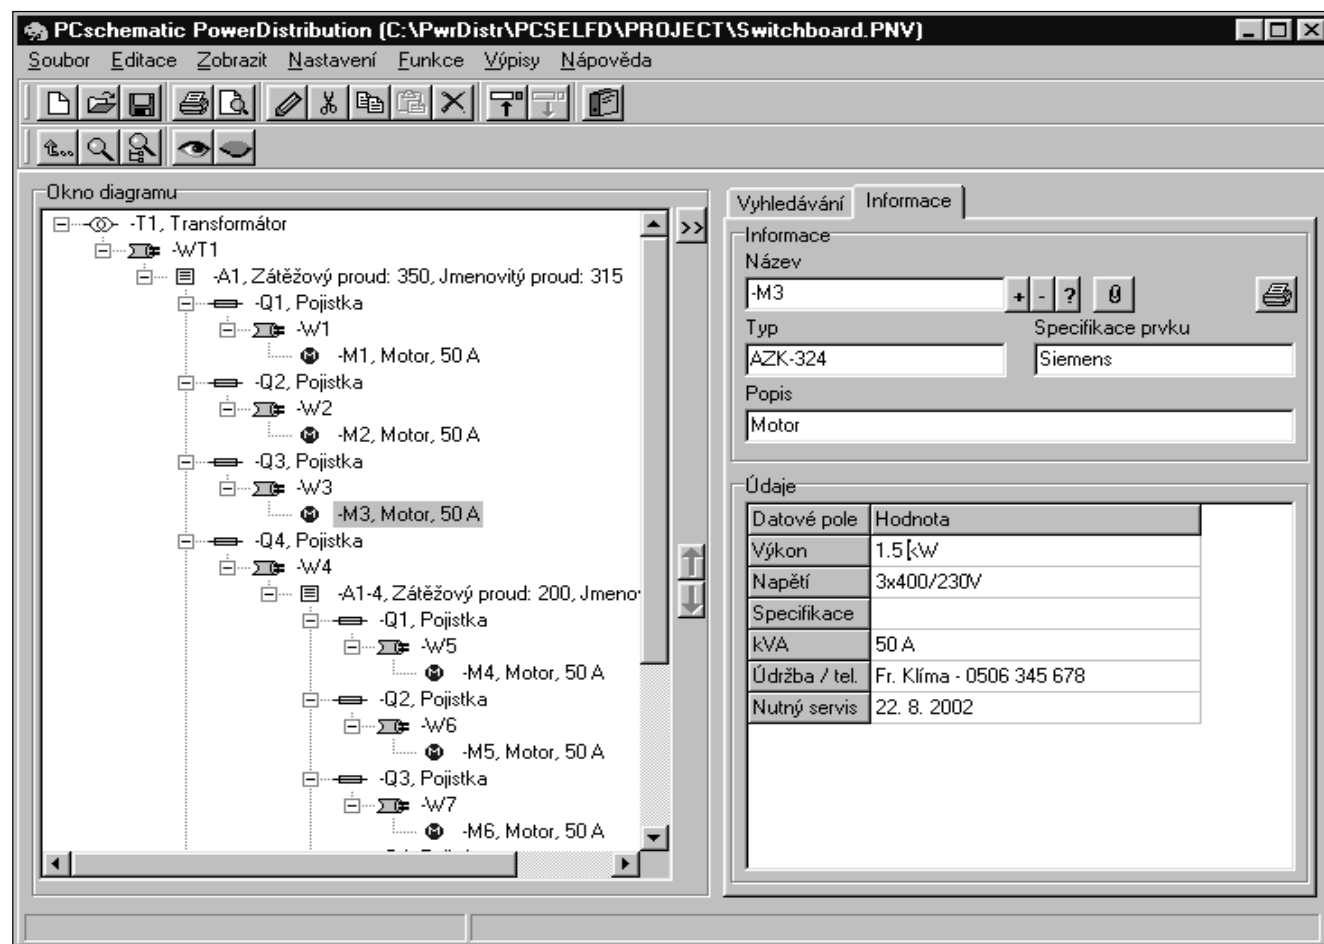 PCschematic PowerDistribution (C:\PwrDistr\PCSELFD\PROJECT\Switchboard.PNV)
Soubor Editace Zobrazit Nastavení Funkce Výpisy Nápověda
Okno diagramu
-T1, Transformátor
-WT1
-A1, Zátěžový proud: 350, Jmenovitý proud: 315
-Q1, Pojistka
-W1
-M1, Motor, 50 A
-Q2, Pojistka
-W2
-M2, Motor, 50 A
-Q3, Pojistka
-W3
-M3, Motor, 50 A
-Q4, Pojistka
-W4
-A1-4, Zátěžový proud: 200, Jmeno
-Q1, Pojistka
-W5
-M4, Motor, 50 A
-Q2, Pojistka
-W6
-M5, Motor, 50 A
-Q3, Pojistka
-W7
-M6, Motor, 50 A
>>
Vyhledávání Informace
Informace
Název
-M3 + - ?
Typ Specifikace prvku
AZK-324 Siemens
Popis
Motor
Údaje
Datové pole Hodnota
Výkon 1.5 kW
Napětí 3x400/230V
Specifikace
kVA 50 A
Údržba / tel. Fr. Klíma - 0506 345 678
Nutný servis 22. 8. 2002